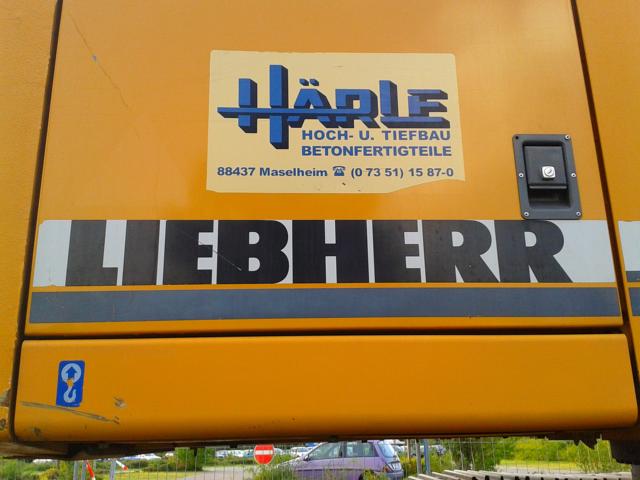 HÄRLE
HOCH- U. TIEFBAU
BETONFERTIGTEILE
88437 Maselheim ☎ (0 73 51) 15 87-0
LIEBHERR